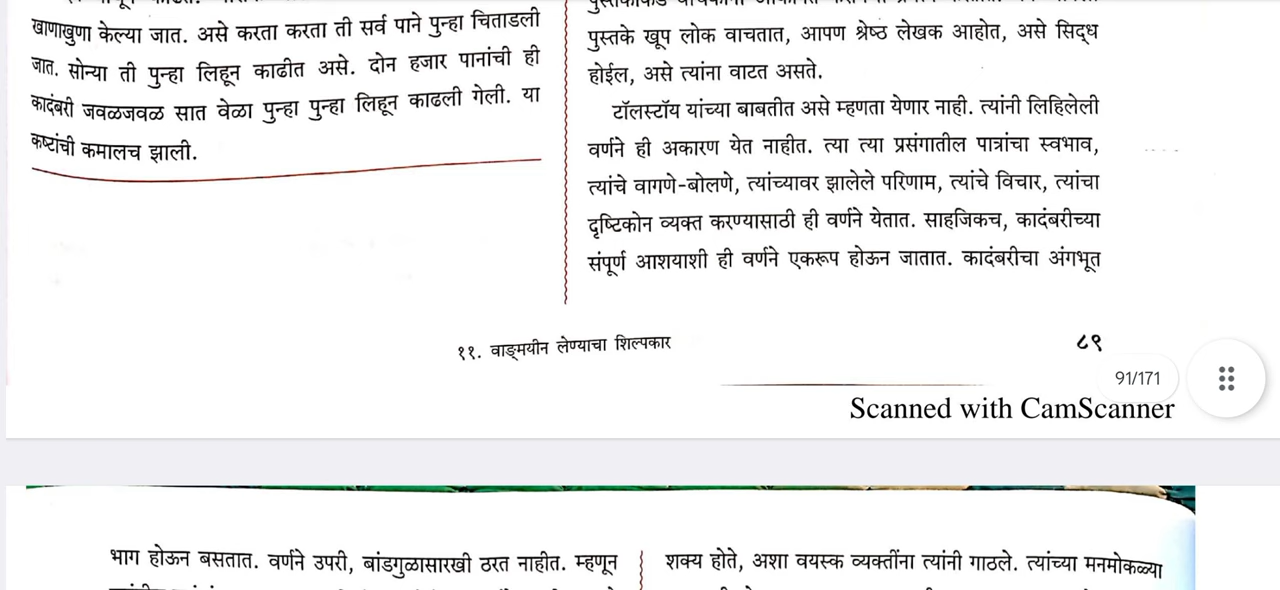 खाणाखुणा केल्या जात. असे करता करता ती सर्व पाने पुन्हा चिताडली
जात. सोन्या ती पुन्हा लिहून काढीत असे. दोन हजार पानांची ही
कादंबरी जवळजवळ सात वेळा पुन्हा पुन्हा लिहून काढली गेली. या
कष्टांची कमालच झाली.
पुस्तके खूप लोक वाचतात, आपण श्रेष्ठ लेखक आहोत, असे सिद्ध
होईल, असे त्यांना वाटत असते.
टॉलस्टॉय यांच्या बाबतीत असे म्हणता येणार नाही. त्यांनी लिहिलेली
वर्णने ही अकारण येत नाहीत. त्या त्या प्रसंगातील पात्रांचा स्वभाव,
त्यांचे वागणे-बोलणे, त्यांच्यावर झालेले परिणाम, त्यांचे विचार, त्यांचा
दृष्टिकोन व्यक्त करण्यासाठी ही वर्णने येतात. साहजिकच, कादंबरीच्या
संपूर्ण आशयाशी ही वर्णने एकरूप होऊन जातात. कादंबरीचा अंगभूत
११. वाङ्मयीन लेण्याचा शिल्पकार
८९
91/171
Scanned with CamScanner
भाग होऊन बसतात. वर्णने उपरी, बांडगुळासारखी ठरत नाहीत. म्हणून
शक्य होते, अशा वयस्क व्यक्तींना त्यांनी गाठले. त्यांच्या मनमोकळ्या